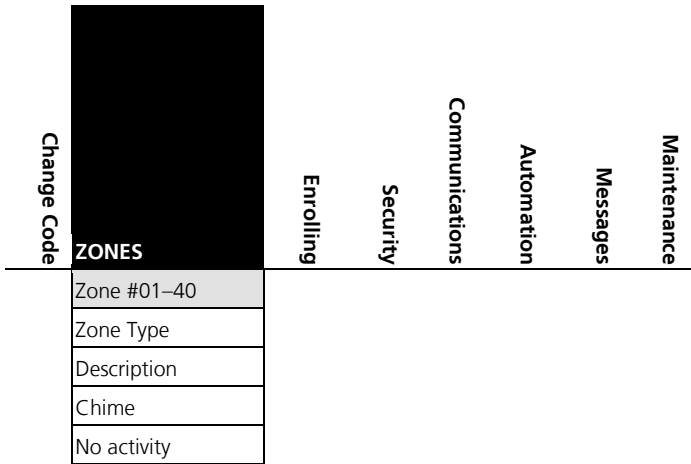 Change Code
ZONES
Enrolling
Security
Communications
Automation
Messages
Maintenance
Zone #01–40
Zone Type
Description
Chime
No activity